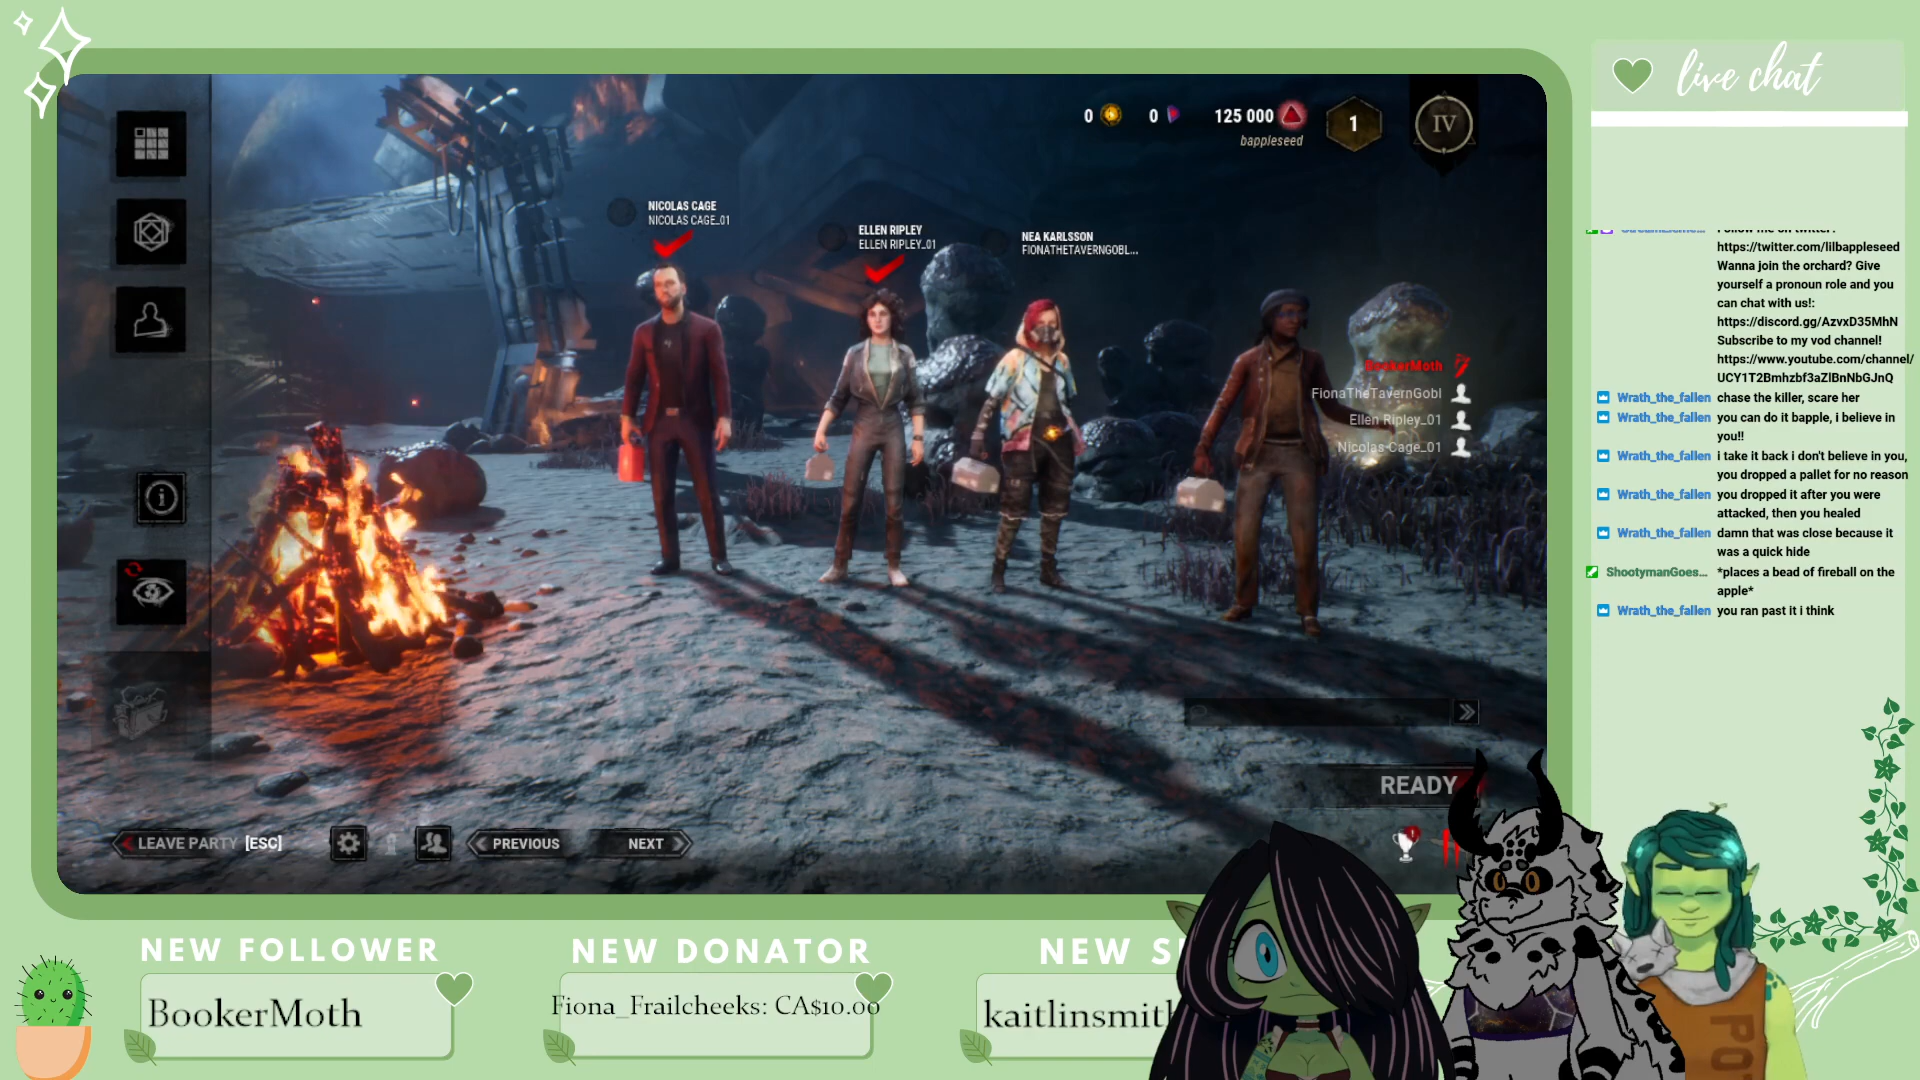 live chat
0
0
125 000
bappleseed
1
IV
NICOLAS CAGE
NICOLAS CAGE_01
ELLEN RIPLEY
ELLEN RIPLEY_01
NEA KARLSSON
FIONATHETAVERNGOBL...
BookerMoth
FionaTheTavernGobl
Ellen Ripley_01
Nicolas Cage_01
READY
LEAVE PARTY [ESC]
PREVIOUS
NEXT
https://twitter.com/lilbappleseed
Wanna join the orchard? Give
yourself a pronoun role and you
can chat with us!:
https://discord.gg/AzvxD35MhN
Subscribe to my vod channel!
https://www.youtube.com/channel/
UCY1T2Bmhzbf3aZlBnNbGJnQ
Wrath_the_fallen chase the killer, scare her
Wrath_the_fallen you can do it bapple, i believe in
you!!
Wrath_the_fallen i take it back i don't believe in you,
you dropped a pallet for no reason
Wrath_the_fallen you dropped it after you were
attacked, then you healed
Wrath_the_fallen damn that was close because it
was a quick hide
ShootymanGoes... *places a bead of fireball on the
apple*
Wrath_the_fallen you ran past it i think
NEW FOLLOWER
BookerMoth
NEW DONATOR
Fiona_Frailcheeks: CA$10.00
NEW
kaitlinsmith